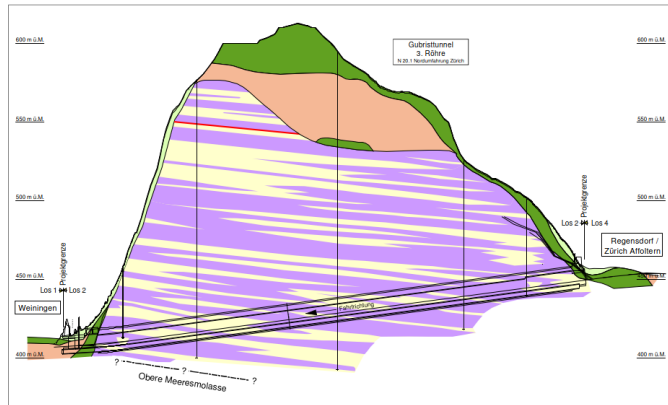 600 m ü.M.
Gubristtunnel
3. Röhre
N 20.1 Nordumfahrung Zürich
600 m ü.M.
550 m ü.M.
550 m ü.M.
500 m ü.M.
500 m ü.M.
Projektgrenze
Los 2
Los 4
Regensdorf /
Zürich Affoltern
Projektgrenze
450 m ü.M.
450 m ü.M.
Los 1
Los 2
Weiningen
Fahrtrichtung
400 m ü.M.
400 m ü.M.
? ? ?
Obere Meeresmolasse